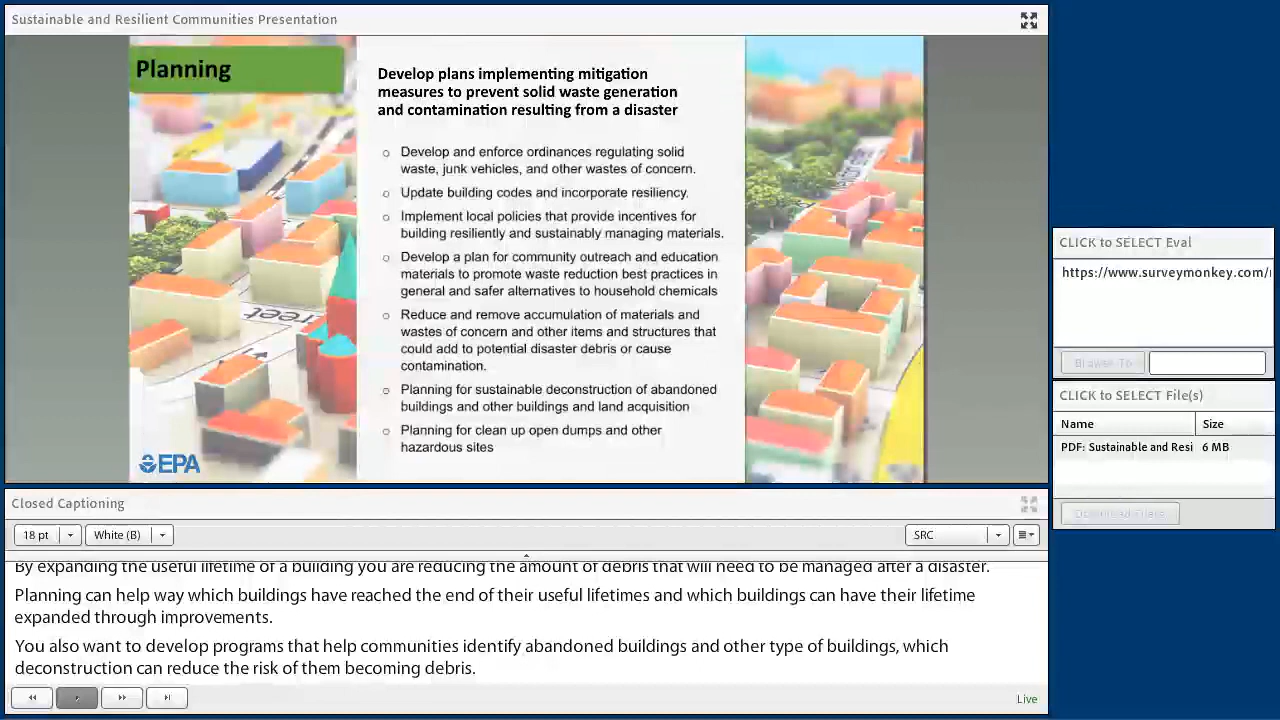 Sustainable and Resilient Communities Presentation
Planning
Develop plans implementing mitigation
measures to prevent solid waste generation
and contamination resulting from a disaster
o Develop and enforce ordinances regulating solid
waste, junk vehicles, and other wastes of concern.
o Update building codes and incorporate resiliency.
o Implement local policies that provide incentives for
building resiliently and sustainably managing materials.
o Develop a plan for community outreach and education
materials to promote waste reduction best practices in
general and safer alternatives to household chemicals
o Reduce and remove accumulation of materials and
wastes of concern and other items and structures that
could add to potential disaster debris or cause
contamination.
o Planning for sustainable deconstruction of abandoned
buildings and other buildings and land acquisition
o Planning for clean up open dumps and other
hazardous sites
EPA
CLICK to SELECT Eval
https://www.surveymonkey.com/
Browse To
CLICK to SELECT File(s)
Name Size
PDF: Sustainable and Resi 6 MB
Download Files
Closed Captioning
18 pt White (B) SRC
By expanding the useful lifetime of a building you are reducing the amount of debris that will need to be managed after a disaster.
Planning can help way which buildings have reached the end of their useful lifetimes and which buildings can have their lifetime
expanded through improvements.
You also want to develop programs that help communities identify abandoned buildings and other type of buildings, which
deconstruction can reduce the risk of them becoming debris.
Live